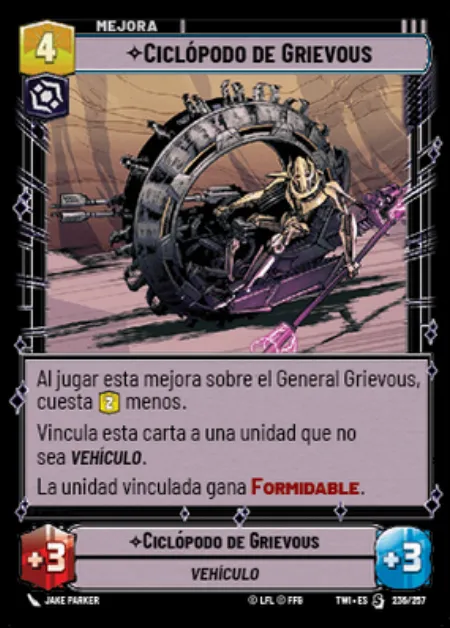 MEJORA
4
✧CICLÓPODO DE GRIEVOUS
Al jugar esta mejora sobre el General Grievous,
cuesta 2 menos.
Vincula esta carta a una unidad que no
sea VEHÍCULO.
La unidad vinculada gana FORMIDABLE.
+3
✧CICLÓPODO DE GRIEVOUS
+3
VEHÍCULO
JAKE PARKER
© LFL © FFG
TWI • ES
236/257